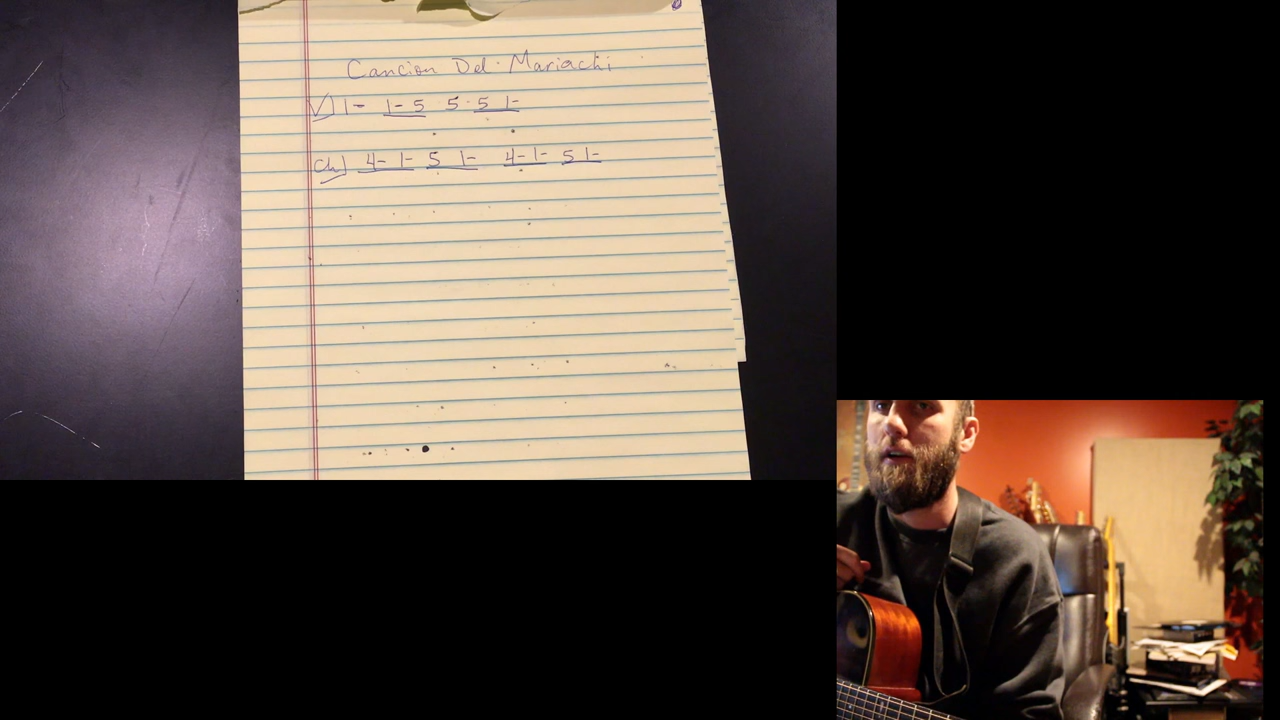 Cancion Del Mariachi
V) 1- 1- 5 5 5 1-
Ch) 4- 1- 5 1- 4- 1- 5 1-